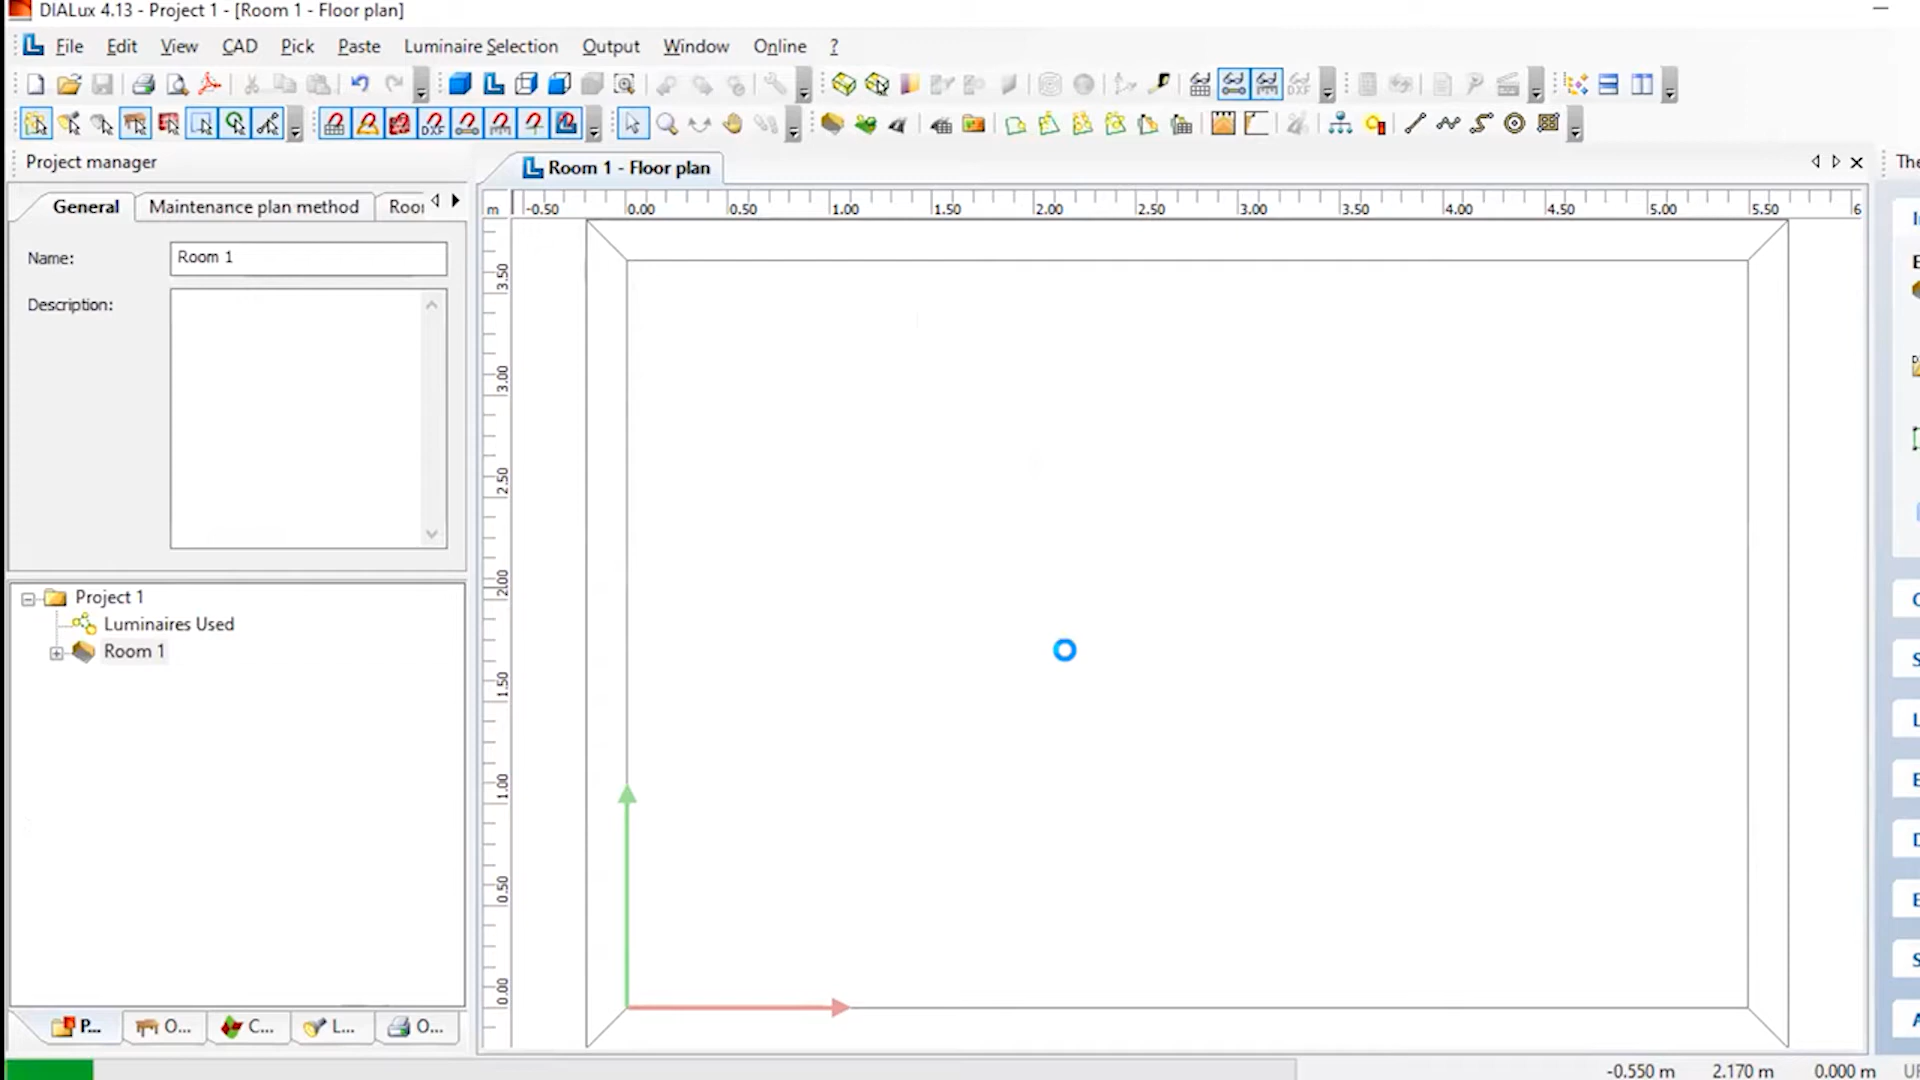 DIALux 4.13 - Project 1 - [Room 1 - Floor plan]
File Edit View CAD Pick Paste Luminaire Selection Output Window Online ?
Project manager
Room 1 - Floor plan
The
General Maintenance plan method Roo
m -0.50 0.00 0.50 1.00 1.50 2.00 2.50 3.00 3.50 4.00 4.50 5.00 5.50 6
Name: Room 1
Description:
3.50
3.00
2.50
2.00
1.50
1.00
0.50
0.00
Project 1
Luminaires Used
Room 1
P... O... C... L... O...
-0.550 m 2.170 m 0.000 m